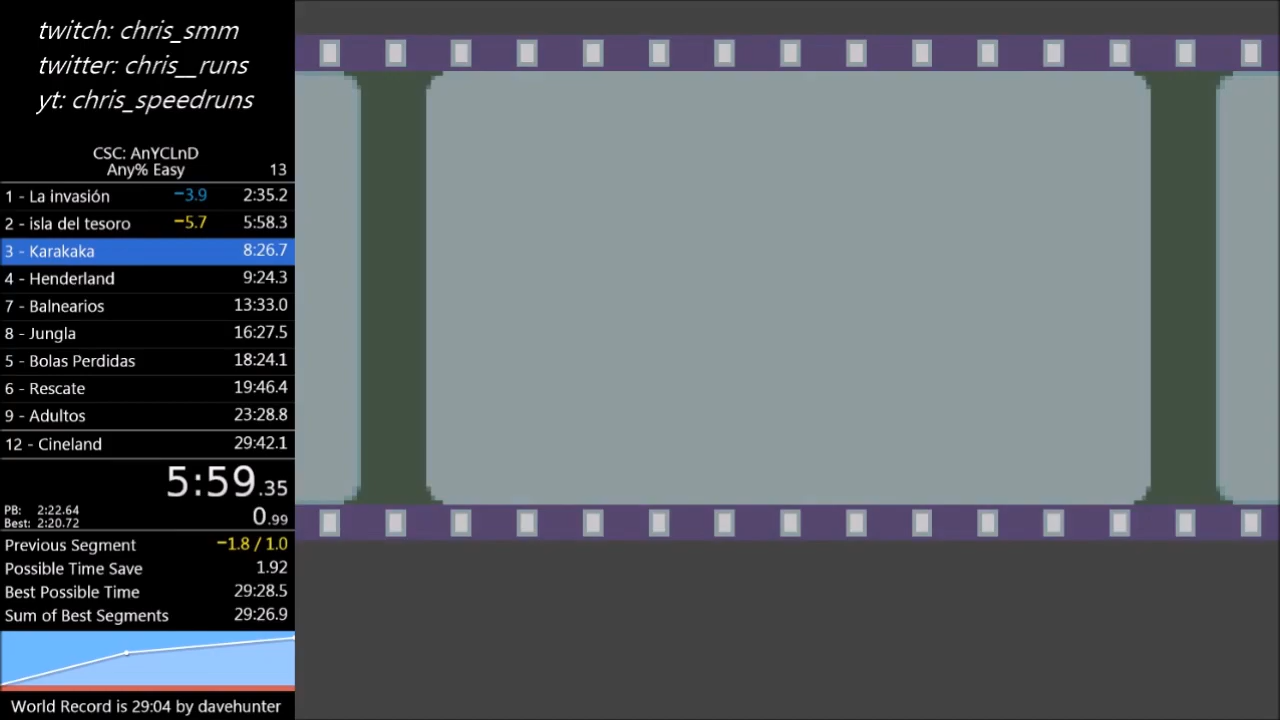 twitch: chris_smm
twitter: chris__runs
yt: chris_speedruns
CSC: AnYCLnD
Any% Easy 13
1 - La invasión −3.9 2:35.2
2 - isla del tesoro −5.7 5:58.3
3 - Karakaka 8:26.7
4 - Henderland 9:24.3
7 - Balnearios 13:33.0
8 - Jungla 16:27.5
5 - Bolas Perdidas 18:24.1
6 - Rescate 19:46.4
9 - Adultos 23:28.8
12 - Cineland 29:42.1
5:59.35
PB: 2:22.64
Best: 2:20.72 0.99
Previous Segment −1.8 / 1.0
Possible Time Save 1.92
Best Possible Time 29:28.5
Sum of Best Segments 29:26.9
World Record is 29:04 by davehunter